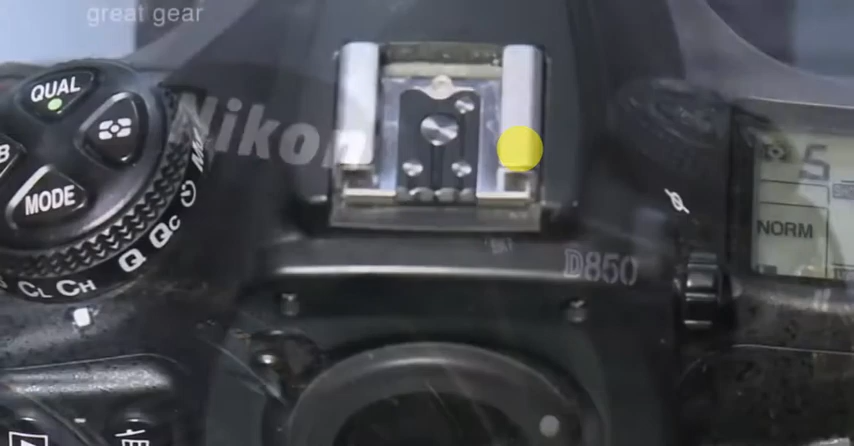 great gear
QUAL
Nikon
B
MODE
M
Qc
Q
CH
CL
S
5
NORM
D850